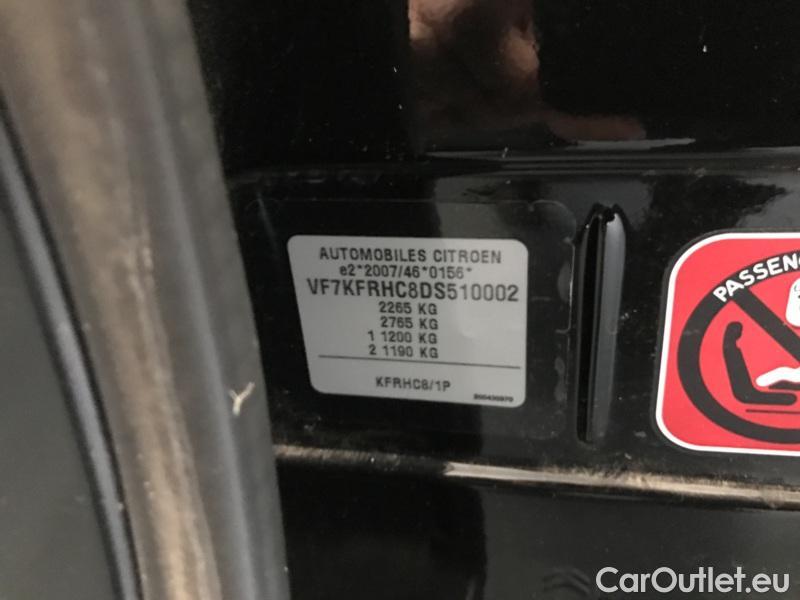 AUTOMOBILES CITROEN
e2*2007/46*0156*
VF7KFRHC8DS510002
2265 KG
2765 KG
1 1200 KG
2 1190 KG
KFRHC8/1P
PASSENG
CarOutlet.eu